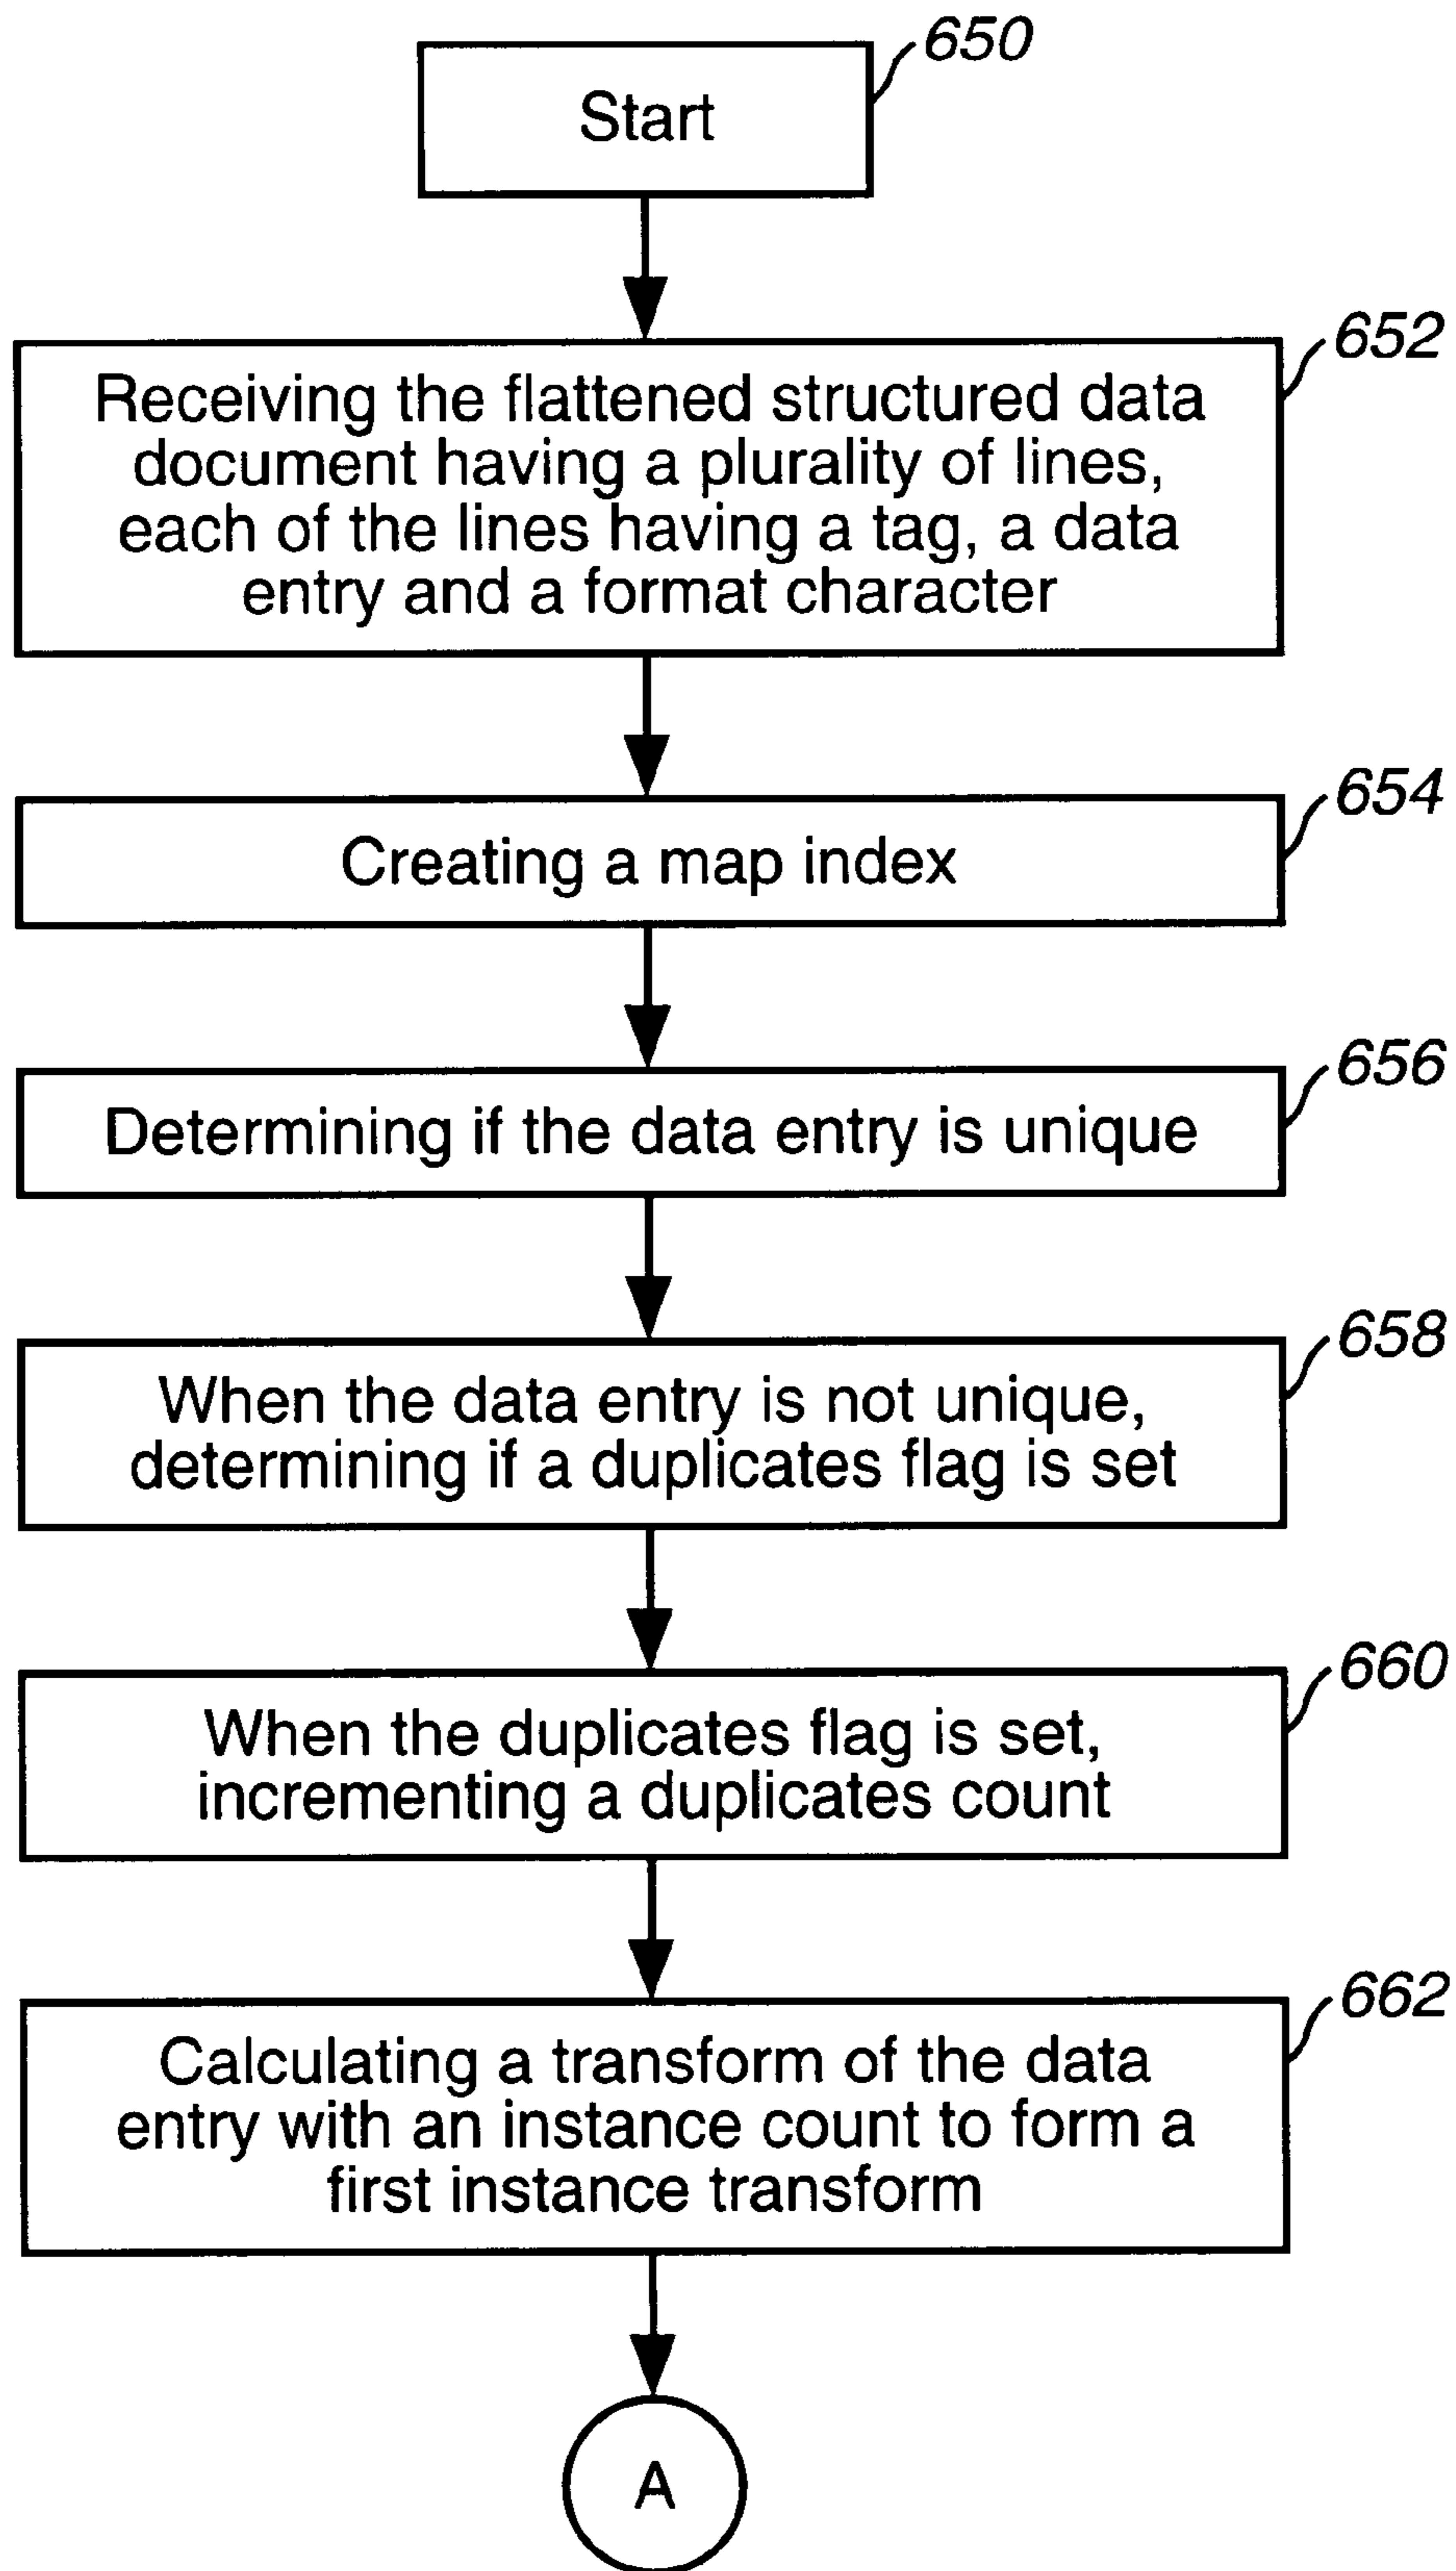 650
Start
652
Receiving the flattened structured data
document having a plurality of lines,
each of the lines having a tag, a data
entry and a format character
654
Creating a map index
656
Determining if the data entry is unique
658
When the data entry is not unique,
determining if a duplicates flag is set
660
When the duplicates flag is set,
incrementing a duplicates count
662
Calculating a transform of the data
entry with an instance count to form a
first instance transform
A